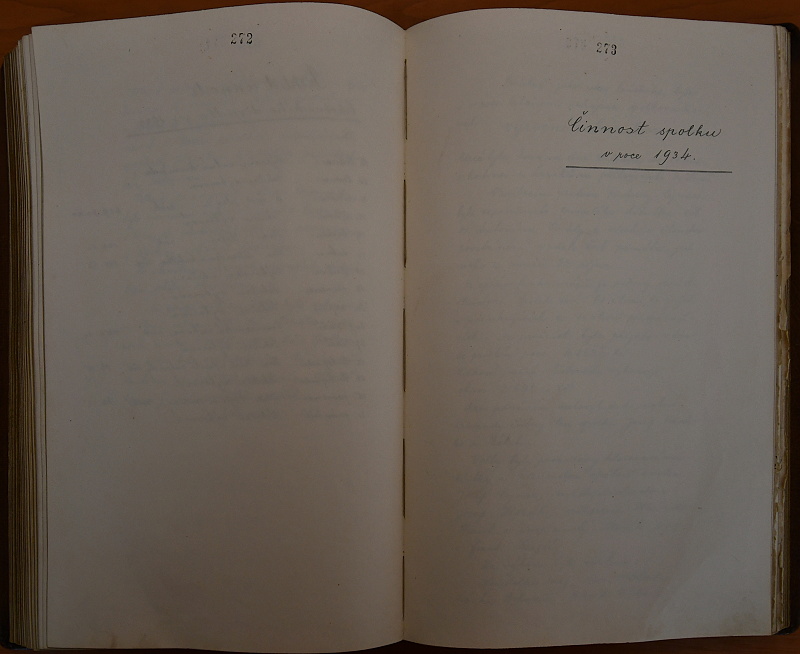 272
273
Činnost spolku
v roce 1934.